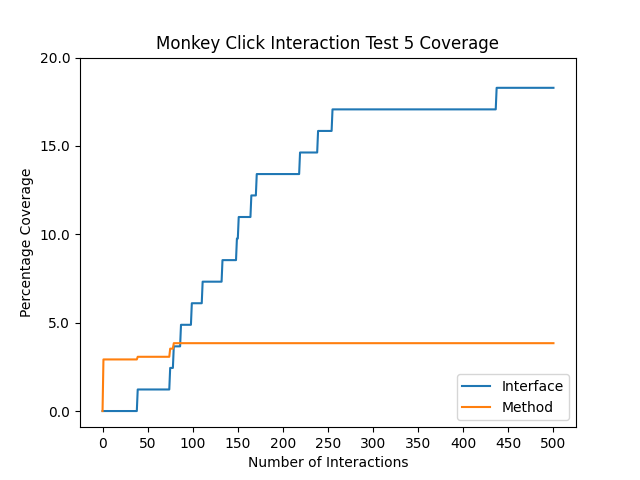 Monkey Click Interaction Test 5 Coverage
20.0
15.0
10.0
5.0
0.0
Percentage Coverage
Interface
Method
0 50 100 150 200 250 300 350 400 450 500
Number of Interactions